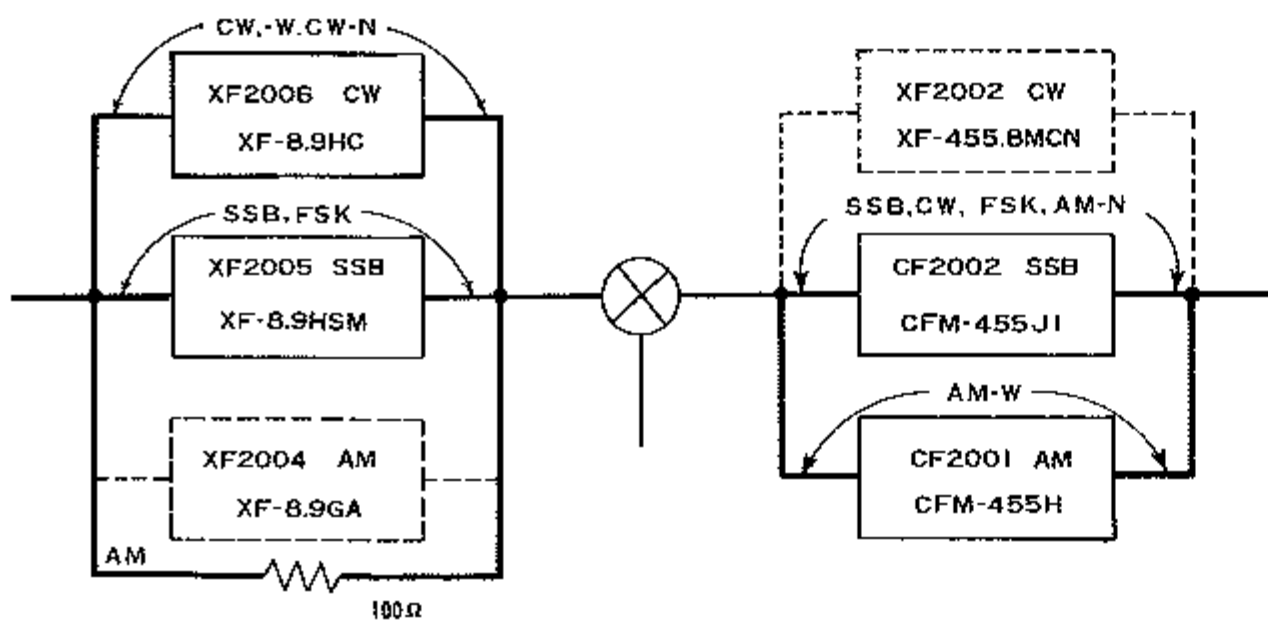 CW,-W.CW-N
XF2006 CW
XF-8.9HC
SSB,FSK
XF2005 SSB
XF-8.9HSM
XF2004 AM
XF-8.9GA
AM
100Ω
XF2002 CW
XF-455.8MCN
SSB,CW, FSK,AM-N
CF2002 SSB
CFM-455J1
AM-W
CF2001 AM
CFM-455H